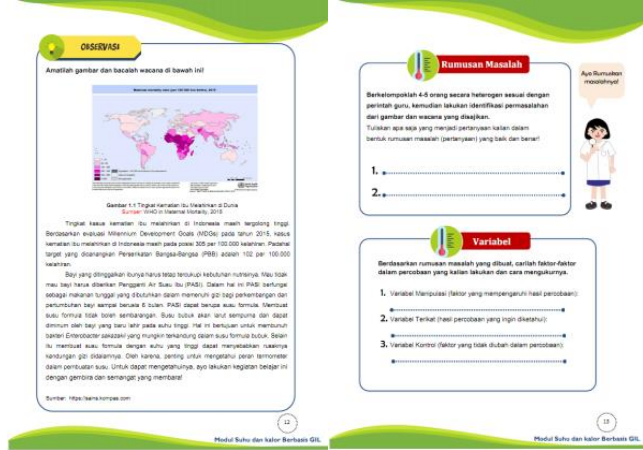 OBSERVASI
Amatilah gambar dan bacalah wacana di bawah ini!
Gambar 1.1 Tingkat Kematian Ibu Melahirkan di Dunia
Sumber: WHO in Maternal Mortality, 2015
Tingkat kasus kematian ibu melahirkan di Indonesia masih tergolong tinggi.
Berdasarkan evaluasi Millennium Development Goals (MDGs) pada tahun 2015, kasus
kematian ibu melahirkan di Indonesia masih pada posisi 305 per 100.000 kelahiran. Padahal
target yang dicanangkan Perserikatan Bangsa-Bangsa (PBB) adalah 102 per 100.000
kelahiran.
Bayi yang ditinggalkan ibunya harus tetap tercukupi kebutuhan nutrisinya. Mau tidak
mau bayi harus diberikan Pengganti Air Susu Ibu (PASI). Dalam hal ini PASI berfungsi
sebagai makanan tunggal yang dibutuhkan dalam memenuhi gizi bagi perkembangan dan
pertumbuhan bayi sampai berusia 6 bulan. PASI dapat berupa susu formula. Membuat
susu formula tidak boleh sembarangan. Susu bubuk akan larut sempurna dan dapat
diminum oleh bayi yang baru lahir pada suhu tinggi. Hal ini bertujuan untuk membunuh
bakteri Enterobacter sakazakii yang mungkin terkandung dalam susu formula bubuk. Selain
itu membuat susu formula dengan suhu yang tinggi dapat menyebabkan rusaknya
kandungan gizi didalamnya. Oleh karena, penting untuk mengetahui peran termometer
dalam pembuatan susu. Untuk dapat mengetahuinya, ayo lakukan kegiatan belajar ini
dengan gembira dan semangat yang membara!
Sumber: https://sains.kompas.com
12
Modul Suhu dan kalor Berbasis GIL
Rumusan Masalah
Ayo Rumuskan
masalahnya!
Berkelompoklah 4-5 orang secara heterogen sesuai dengan
perintah guru, kemudian lakukan identifikasi permasalahan
dari gambar dan wacana yang disajikan.
Tuliskan apa saja yang menjadi pertanyaan kalian dalam
bentuk rumusan masalah (pertanyaan) yang baik dan benar!
1.
2.
Variabel
Berdasarkan rumusan masalah yang dibuat, carilah faktor-faktor
dalam percobaan yang kalian lakukan dan cara mengukurnya.
1. Variabel Manipulasi (faktor yang mempengaruhi hasil percobaan):
2. Variabel Terikat (hasil percobaan yang ingin diketahui):
3. Variabel Kontrol (faktor yang tidak diubah dalam percobaan):
Modul Suhu dan kalor Berbasis GIL